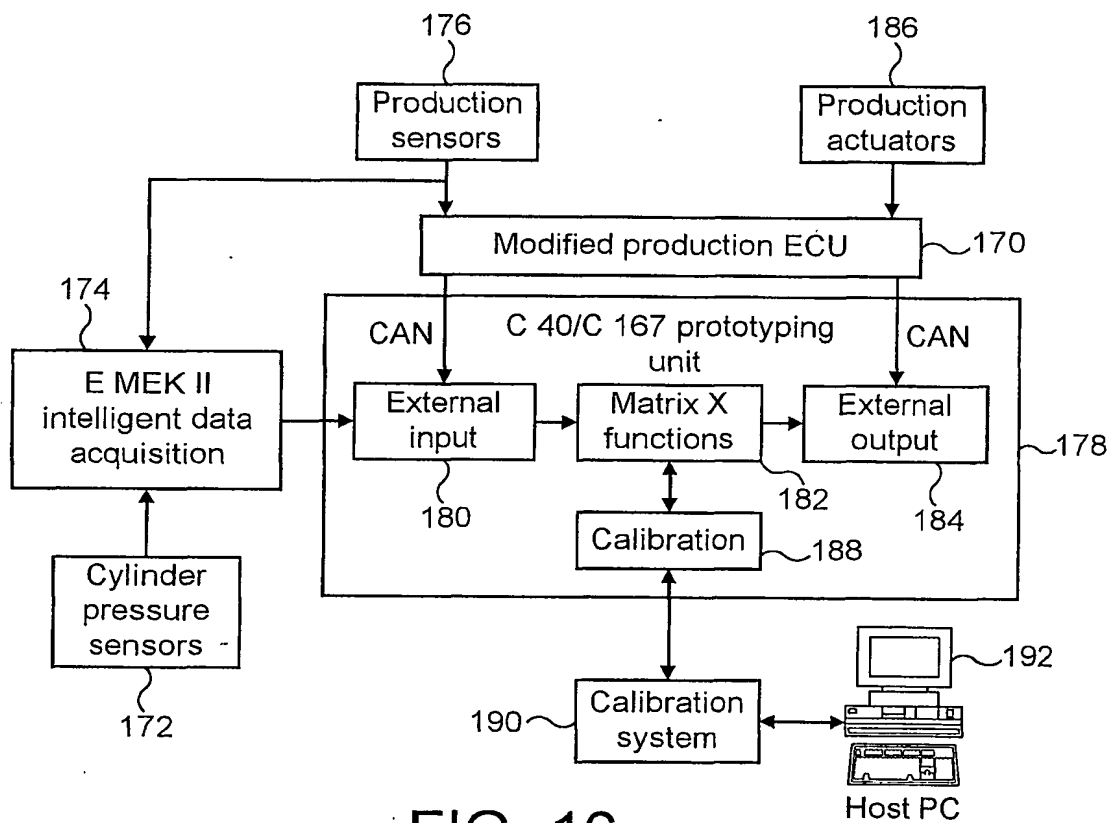 176
186
Production
sensors
Production
actuators
Modified production ECU
170
174
CAN
C 40/C 167 prototyping
unit
CAN
E MEK II
intelligent data
acquisition
External
input
Matrix X
functions
External
output
178
180
182
184
Calibration
188
Cylinder
pressure
sensors
172
190
Calibration
system
192
Host PC